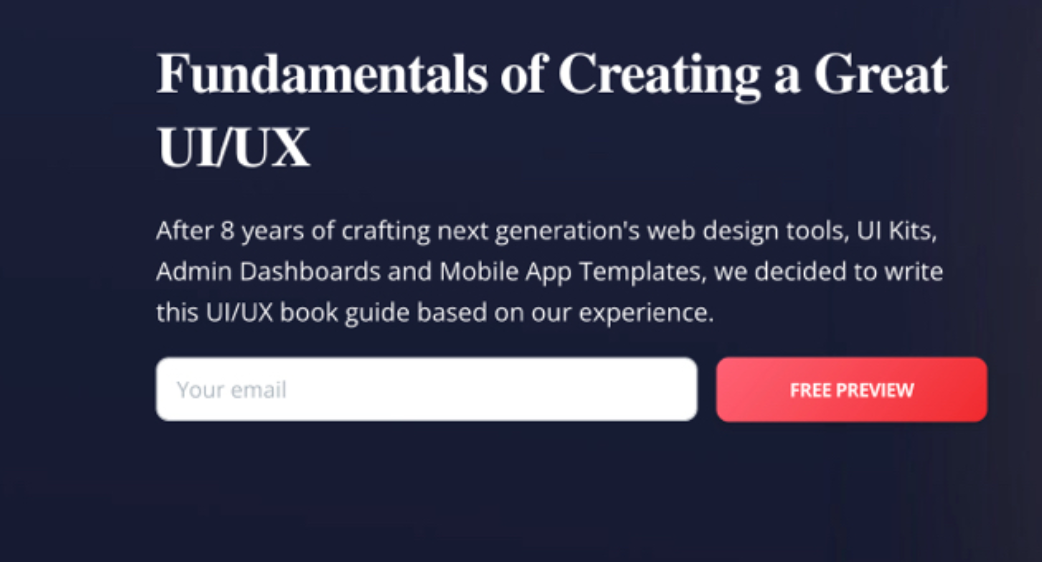 Fundamentals of Creating a Great
UI/UX
After 8 years of crafting next generation's web design tools, UI Kits,
Admin Dashboards and Mobile App Templates, we decided to write
this UI/UX book guide based on our experience.
Your email
FREE PREVIEW